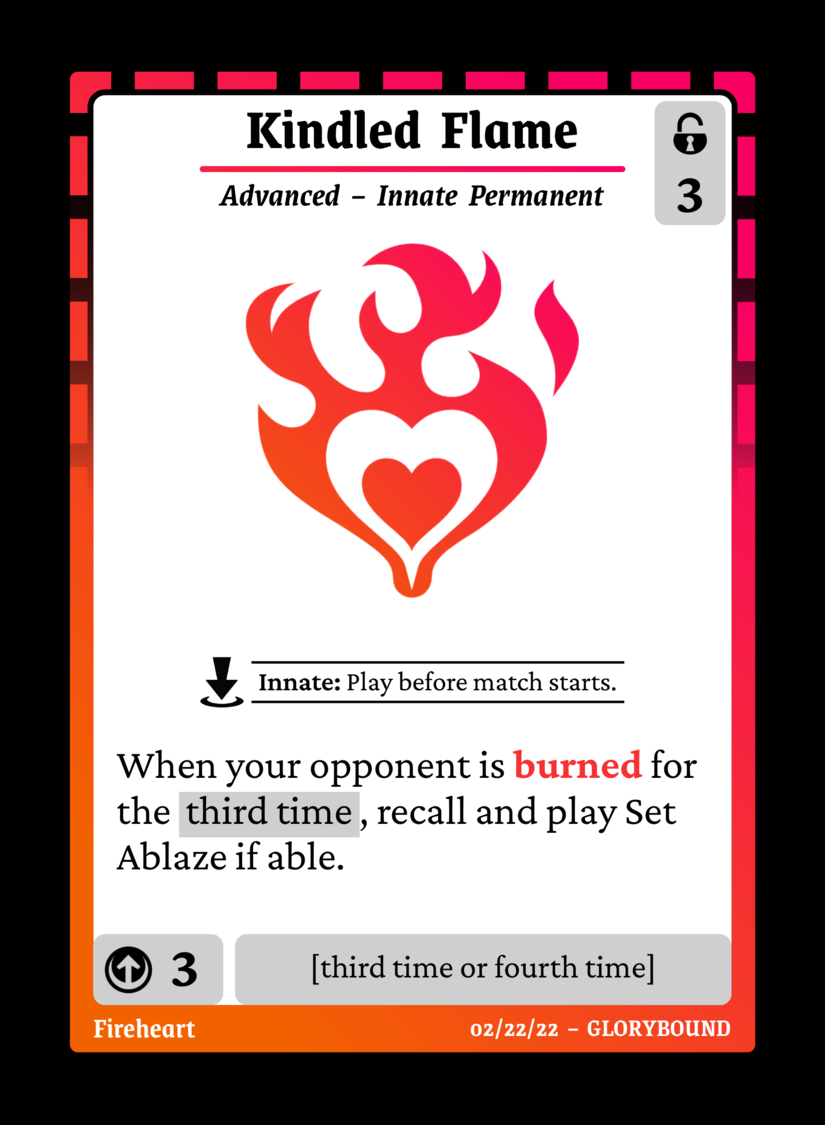 Kindled Flame
3
Advanced – Innate Permanent
Innate: Play before match starts.
When your opponent is burned for
the third time, recall and play Set
Ablaze if able.
3
[third time or fourth time]
Fireheart
02/22/22 – GLORYBOUND